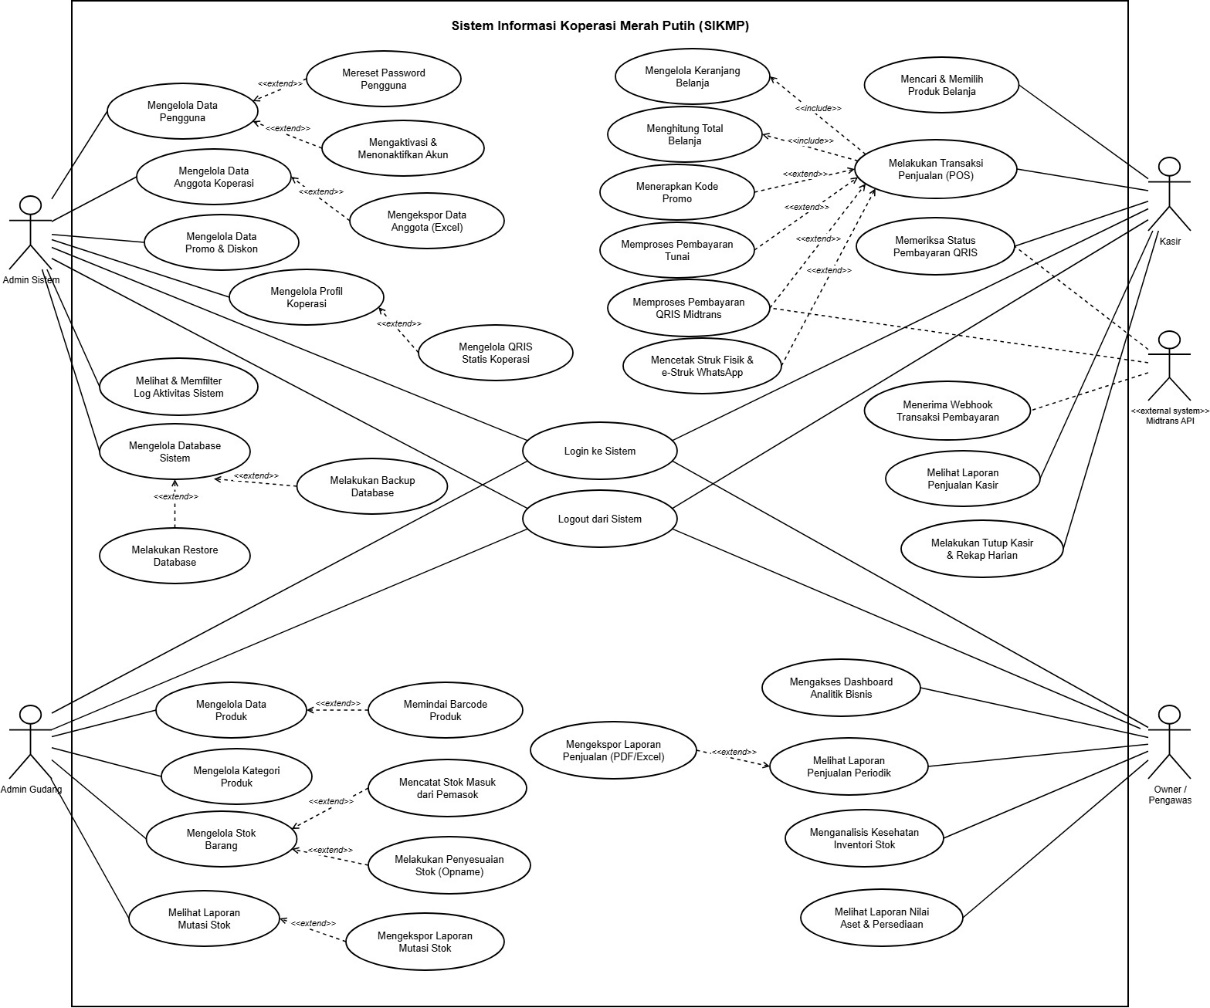 Sistem Informasi Koperasi Merah Putih (SIKMP)
Mereset Password
Pengguna
<<extend>>
Mengelola Data
Pengguna
<<extend>>
Mengaktivasi &
Menonaktifkan Akun
Mengelola Data
Anggota Koperasi
<<extend>>
Mengekspor Data
Anggota (Excel)
Mengelola Data
Promo & Diskon
Admin Sistem
Mengelola Profil
Koperasi
<<extend>>
Mengelola QRIS
Statis Koperasi
Melihat & Memfilter
Log Aktivitas Sistem
Mengelola Database
Sistem
<<extend>>
Melakukan Backup
Database
<<extend>>
Melakukan Restore
Database
Mengelola Keranjang
Belanja
<<include>>
Menghitung Total
Belanja
<<include>>
Menerapkan Kode
Promo
<<extend>>
Memproses Pembayaran
Tunai
<<extend>>
Memproses Pembayaran
QRIS Midtrans
<<extend>>
Mencetak Struk Fisik &
e-Struk WhatsApp
<<extend>>
Mencari & Memilih
Produk Belanja
Melakukan Transaksi
Penjualan (POS)
Memeriksa Status
Pembayaran QRIS
Kasir
Menerima Webhook
Transaksi Pembayaran
<<external system>>
Midtrans API
Melihat Laporan
Penjualan Kasir
Melakukan Tutup Kasir
& Rekap Harian
Login ke Sistem
Logout dari Sistem
Mengelola Data
Produk
<<extend>>
Memindai Barcode
Produk
Mengelola Kategori
Produk
Admin Gudang
Mencatat Stok Masuk
dari Pemasok
<<extend>>
Mengelola Stok
Barang
<<extend>>
Melakukan Penyesuaian
Stok (Opname)
Melihat Laporan
Mutasi Stok
<<extend>>
Mengekspor Laporan
Mutasi Stok
Mengakses Dashboard
Analitik Bisnis
Mengekspor Laporan
Penjualan (PDF/Excel)
<<extend>>
Melihat Laporan
Penjualan Periodik
Owner /
Pengawas
Menganalisis Kesehatan
Inventori Stok
Melihat Laporan Nilai
Aset & Persediaan